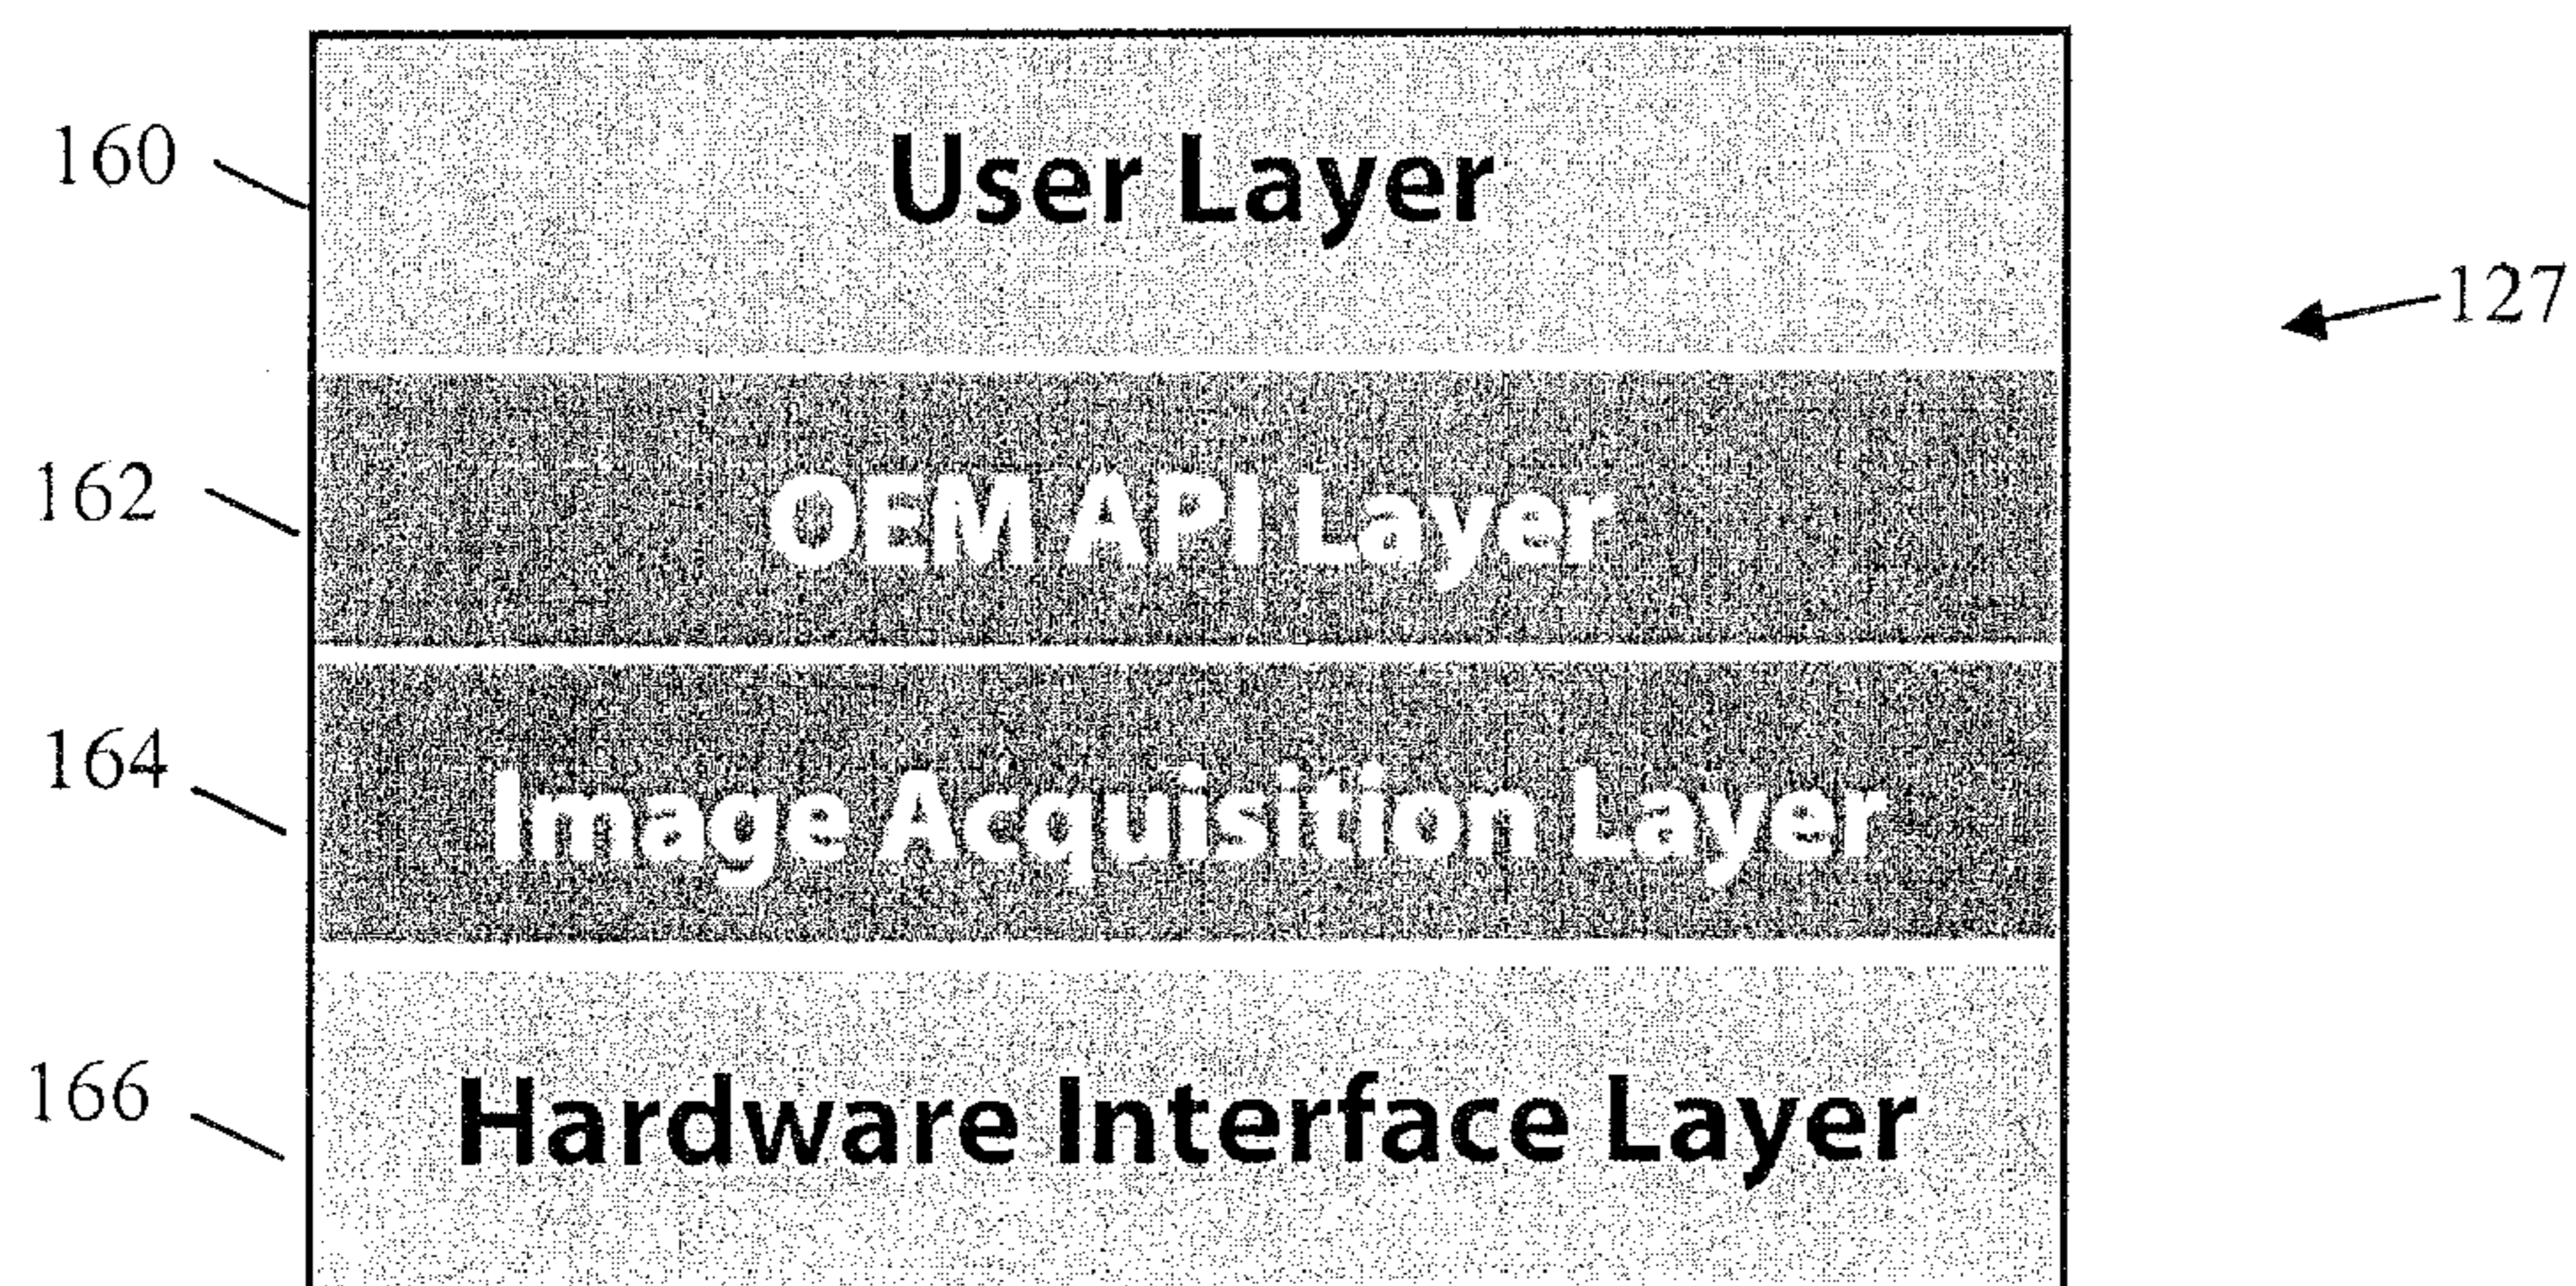 160
User Layer
127
162
OEM API Layer
164
Image Acquisition Layer
166
Hardware Interface Layer